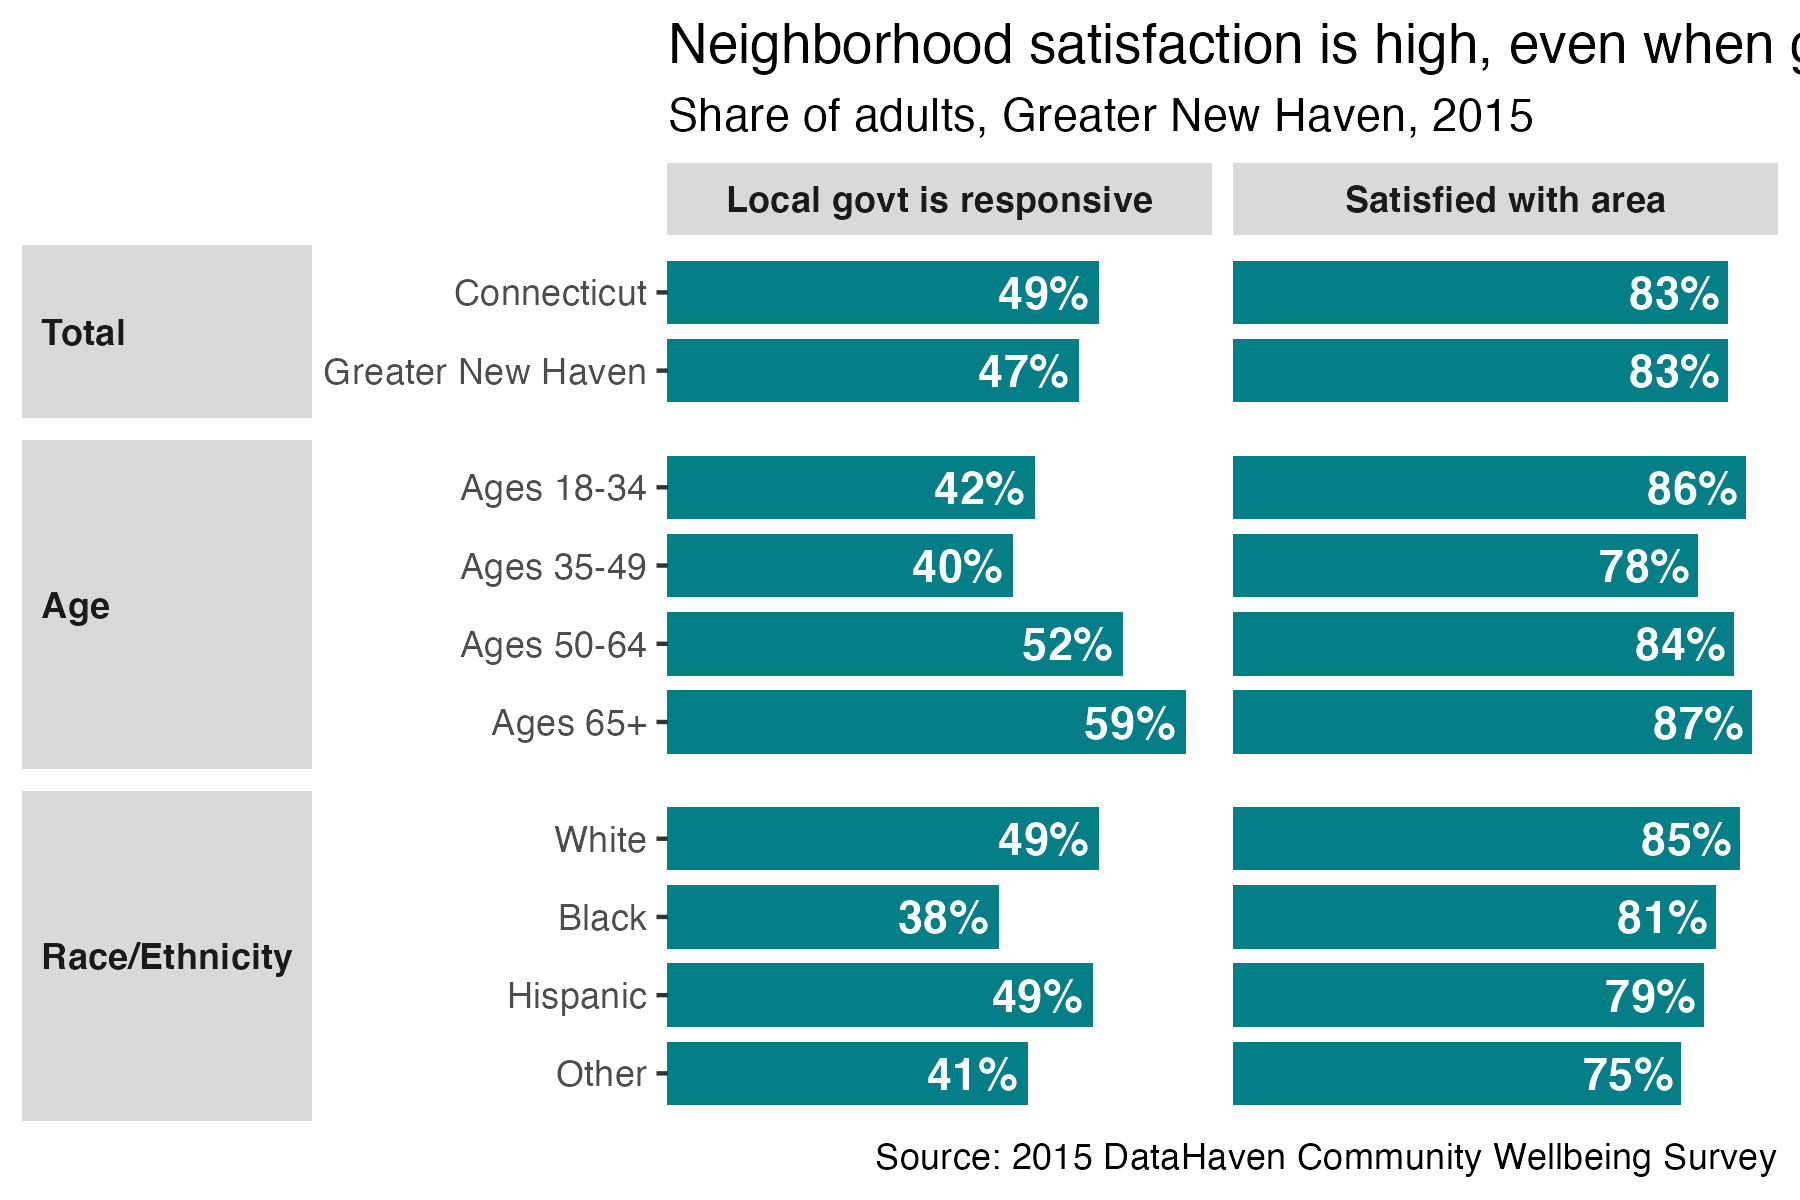 Neighborhood satisfaction is high, even when
Share of adults, Greater New Haven, 2015
Local govt is responsive
Satisfied with area
Total
Connecticut 49% 83%
Greater New Haven 47% 83%
Age
Ages 18-34 42% 86%
Ages 35-49 40% 78%
Ages 50-64 52% 84%
Ages 65+ 59% 87%
Race/Ethnicity
White 49% 85%
Black 38% 81%
Hispanic 49% 79%
Other 41% 75%
Source: 2015 DataHaven Community Wellbeing Survey